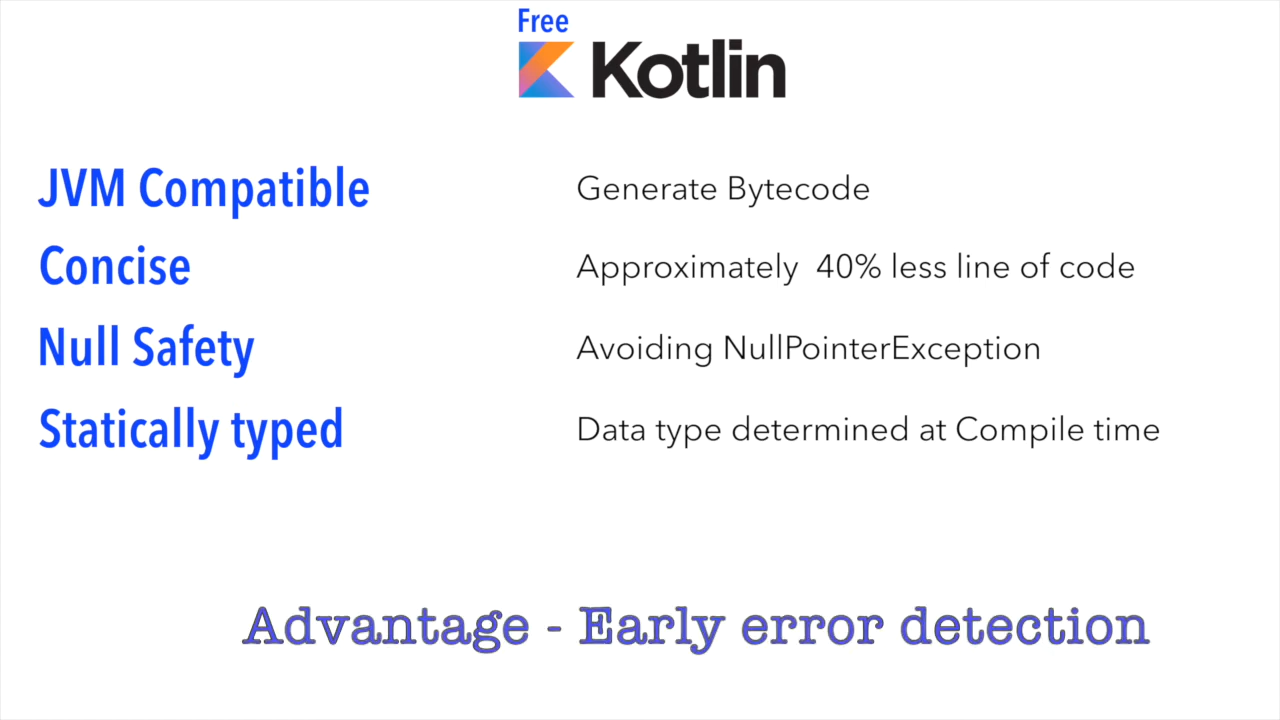 Free
Kotlin
JVM Compatible Generate Bytecode
Concise Approximately 40% less line of code
Null Safety Avoiding NullPointerException
Statically typed Data type determined at Compile time
Advantage - Early error detection